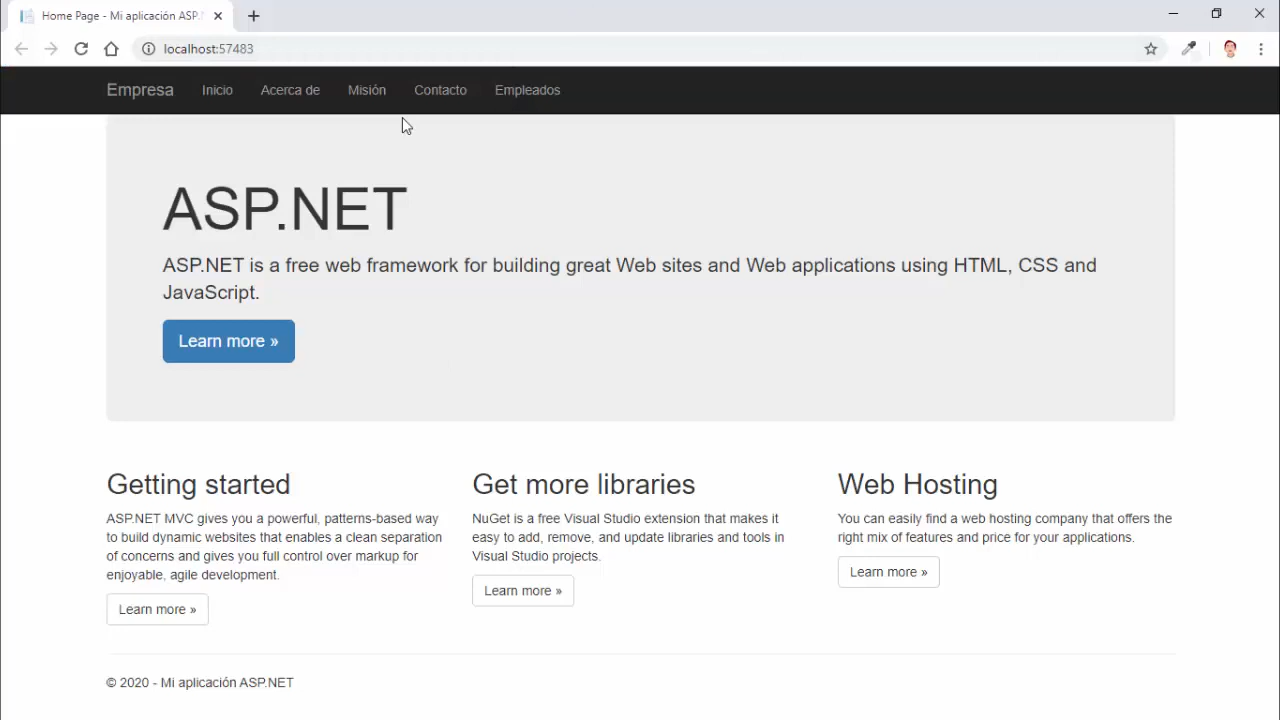 Home Page - Mi aplicación ASP.
localhost:57483
Empresa Inicio Acerca de Misión Contacto Empleados
ASP.NET
ASP.NET is a free web framework for building great Web sites and Web applications using HTML, CSS and
JavaScript.
Learn more »
Getting started
ASP.NET MVC gives you a powerful, patterns-based way
to build dynamic websites that enables a clean separation
of concerns and gives you full control over markup for
enjoyable, agile development.
Learn more »
Get more libraries
NuGet is a free Visual Studio extension that makes it
easy to add, remove, and update libraries and tools in
Visual Studio projects.
Learn more »
Web Hosting
You can easily find a web hosting company that offers the
right mix of features and price for your applications.
Learn more »
© 2020 - Mi aplicación ASP.NET